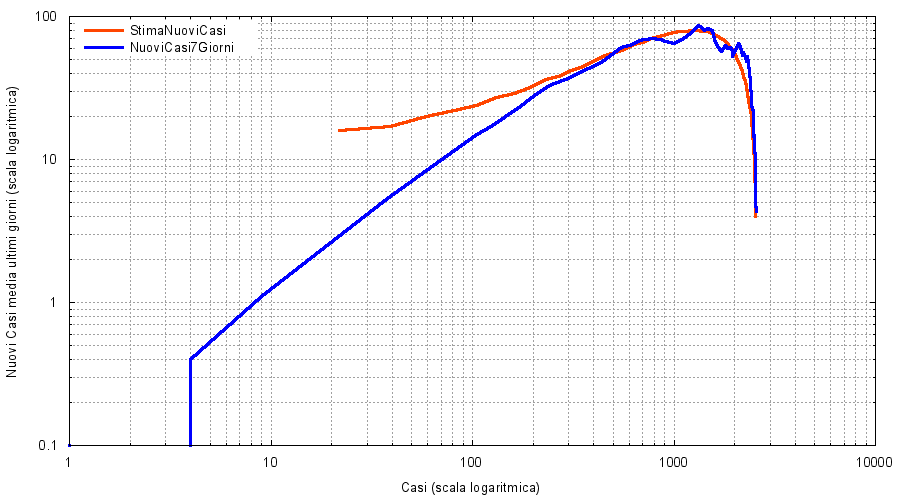 100
StimaNuoviCasi
NuoviCasi7Giorni
10
1
0.1
Nuovi Casi media ultimi giorni (scala logaritmica)
1 10 100 1000 10000
Casi (scala logaritmica)